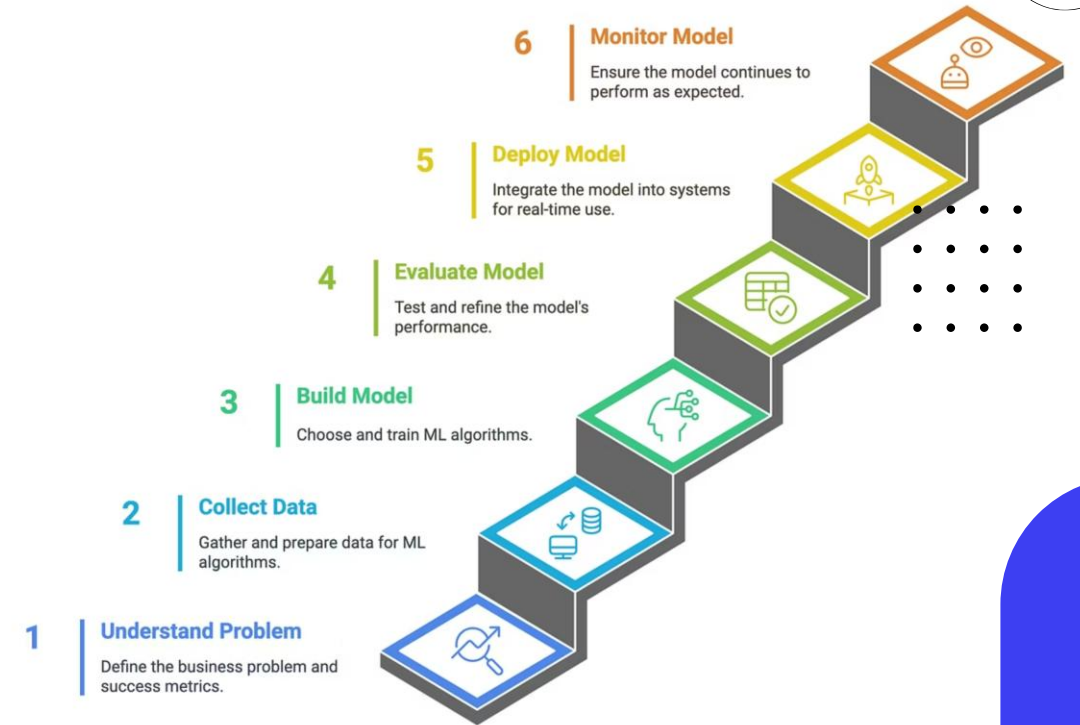 6
Monitor Model
Ensure the model continues to
perform as expected.
5
Deploy Model
Integrate the model into systems
for real-time use.
4
Evaluate Model
Test and refine the model's
performance.
3
Build Model
Choose and train ML algorithms.
2
Collect Data
Gather and prepare data for ML
algorithms.
1
Understand Problem
Define the business problem and
success metrics.